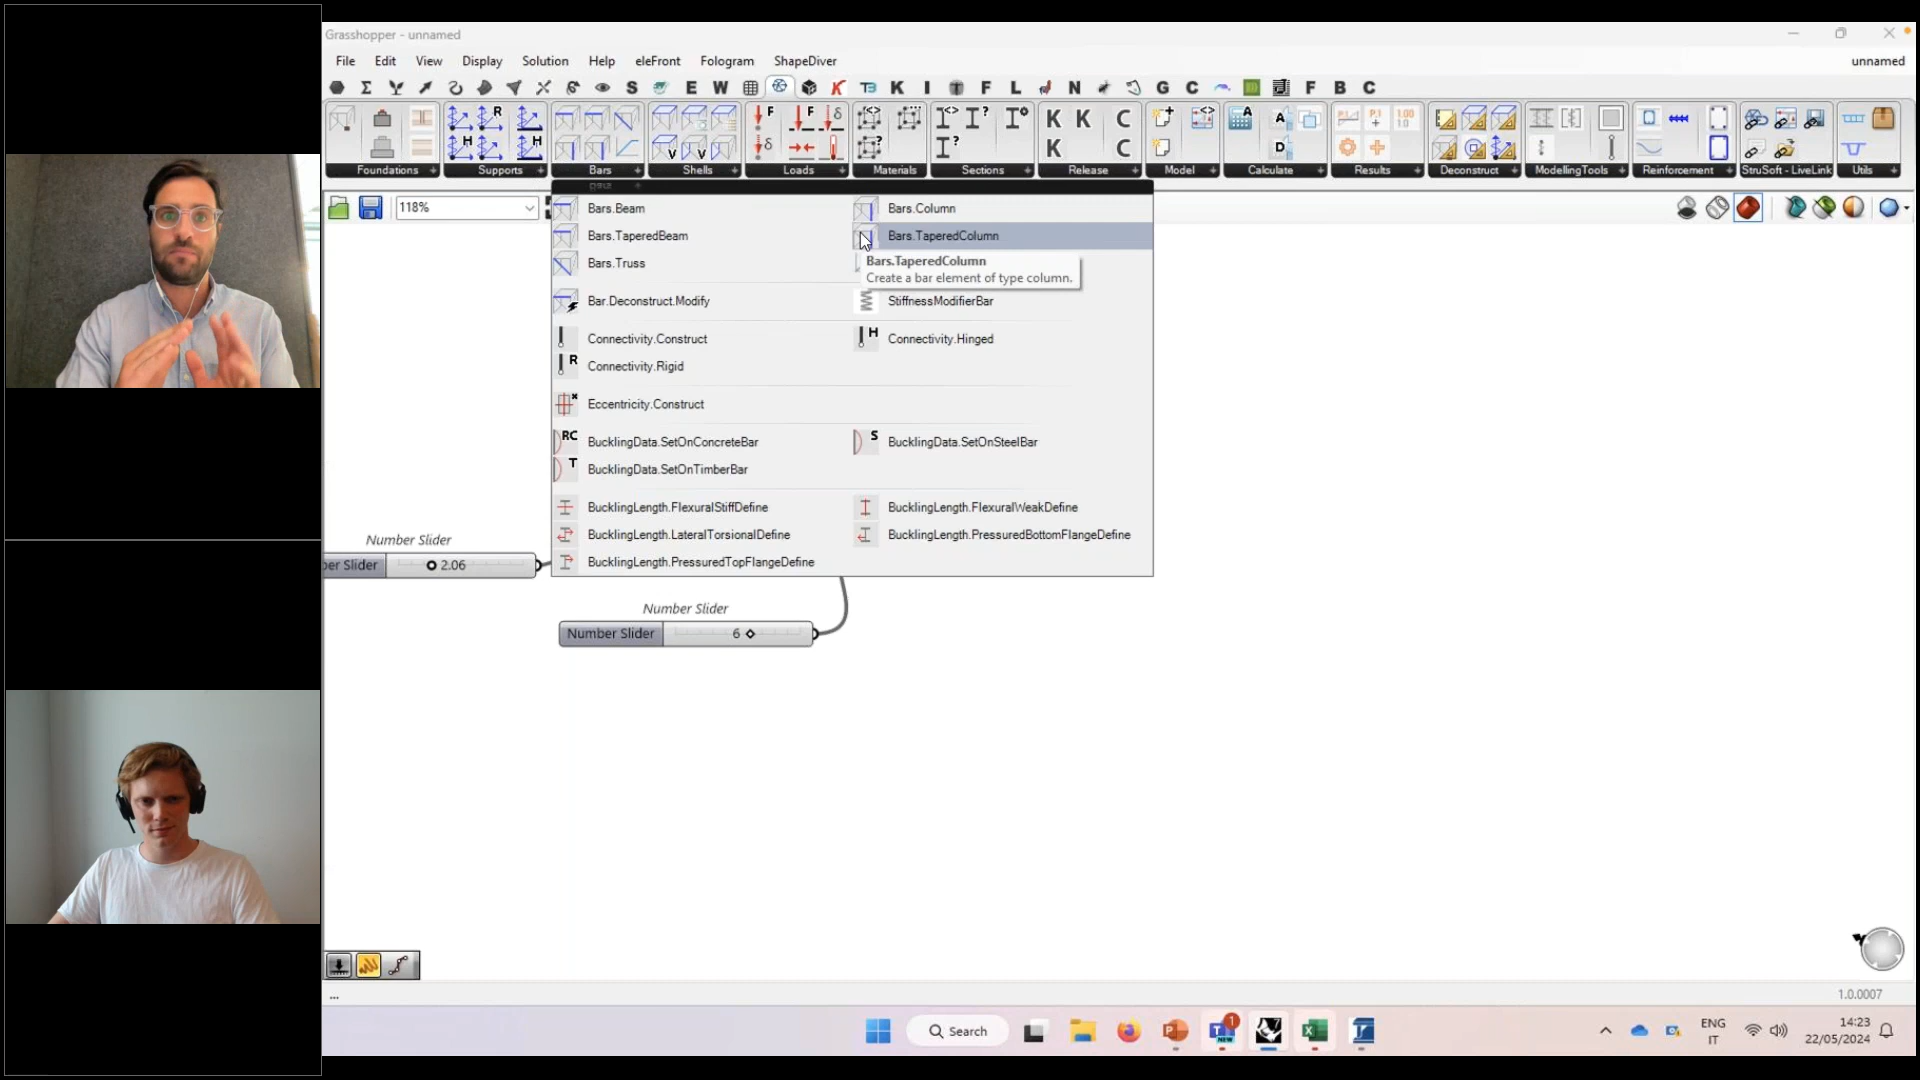 Grasshopper - unnamed
File Edit View Display Solution Help eleFront Fologram ShapeDiver unnamed
S E W K T3 K I F L N G C F B C
Foundations Supports Bars Shells Loads Materials Sections Release Model Calculate Results Deconstruct ModellingTools Reinforcement StruSoft - LiveLink Utils
118%
Bars.Beam Bars.Column
Bars.TaperedBeam Bars.TaperedColumn
Bars.Truss Bars.TaperedColumn
Create a bar element of type column.
Bar.Deconstruct.Modify StiffnessModifierBar
Connectivity.Construct Connectivity.Hinged
Connectivity.Rigid
Eccentricity.Construct
BucklingData.SetOnConcreteBar BucklingData.SetOnSteelBar
BucklingData.SetOnTimberBar
BucklingLength.FlexuralStiffDefine BucklingLength.FlexuralWeakDefine
BucklingLength.LateralTorsionalDefine BucklingLength.PressuredBottomFlangeDefine
BucklingLength.PressuredTopFlangeDefine
Number Slider
er Slider 2.06
Number Slider
Number Slider 6
...
1.0.0007
Search
ENG
IT
14:23
22/05/2024